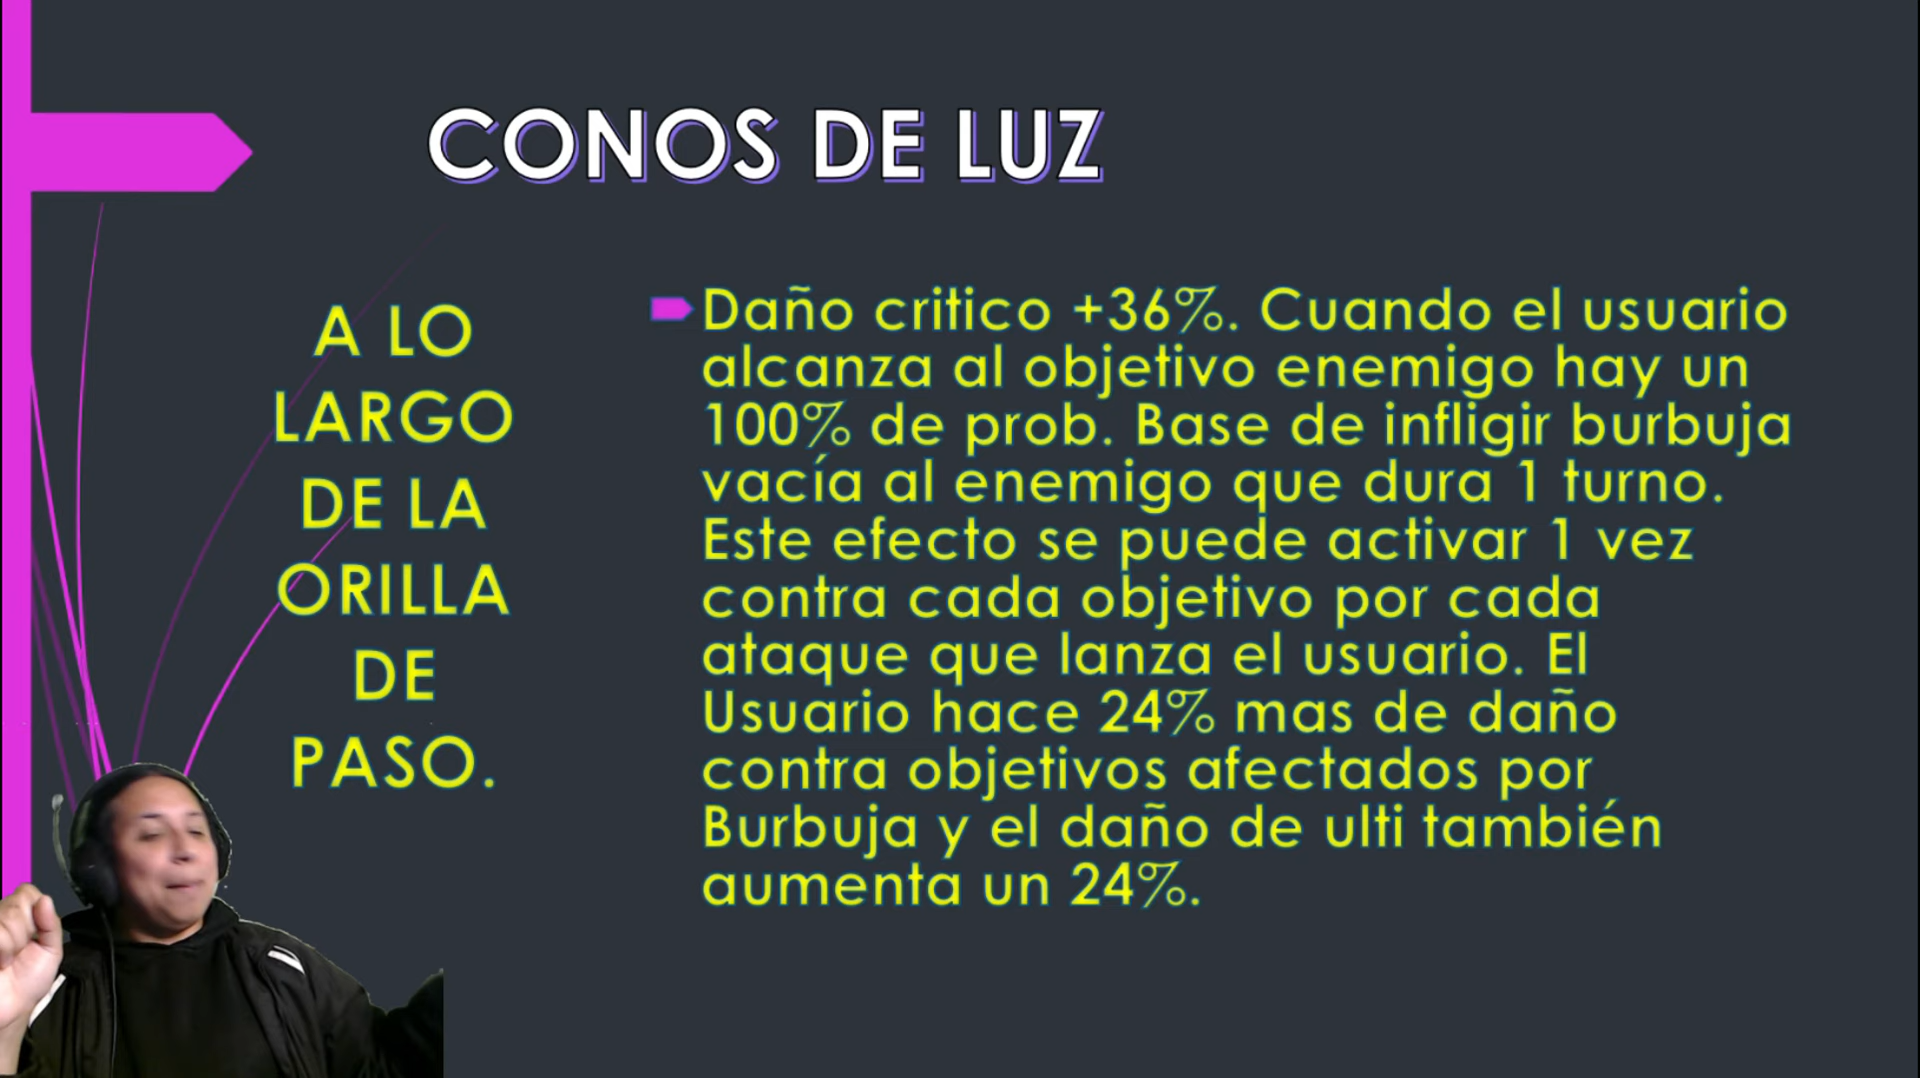 CONOS DE LUZ
A LO
LARGO
DE LA
ORILLA
DE
PASO.
Daño critico +36%. Cuando el usuario
alcanza al objetivo enemigo hay un
100% de prob. Base de infligir burbuja
vacía al enemigo que dura 1 turno.
Este efecto se puede activar 1 vez
contra cada objetivo por cada
ataque que lanza el usuario. El
Usuario hace 24% mas de daño
contra objetivos afectados por
Burbuja y el daño de ulti también
aumenta un 24%.